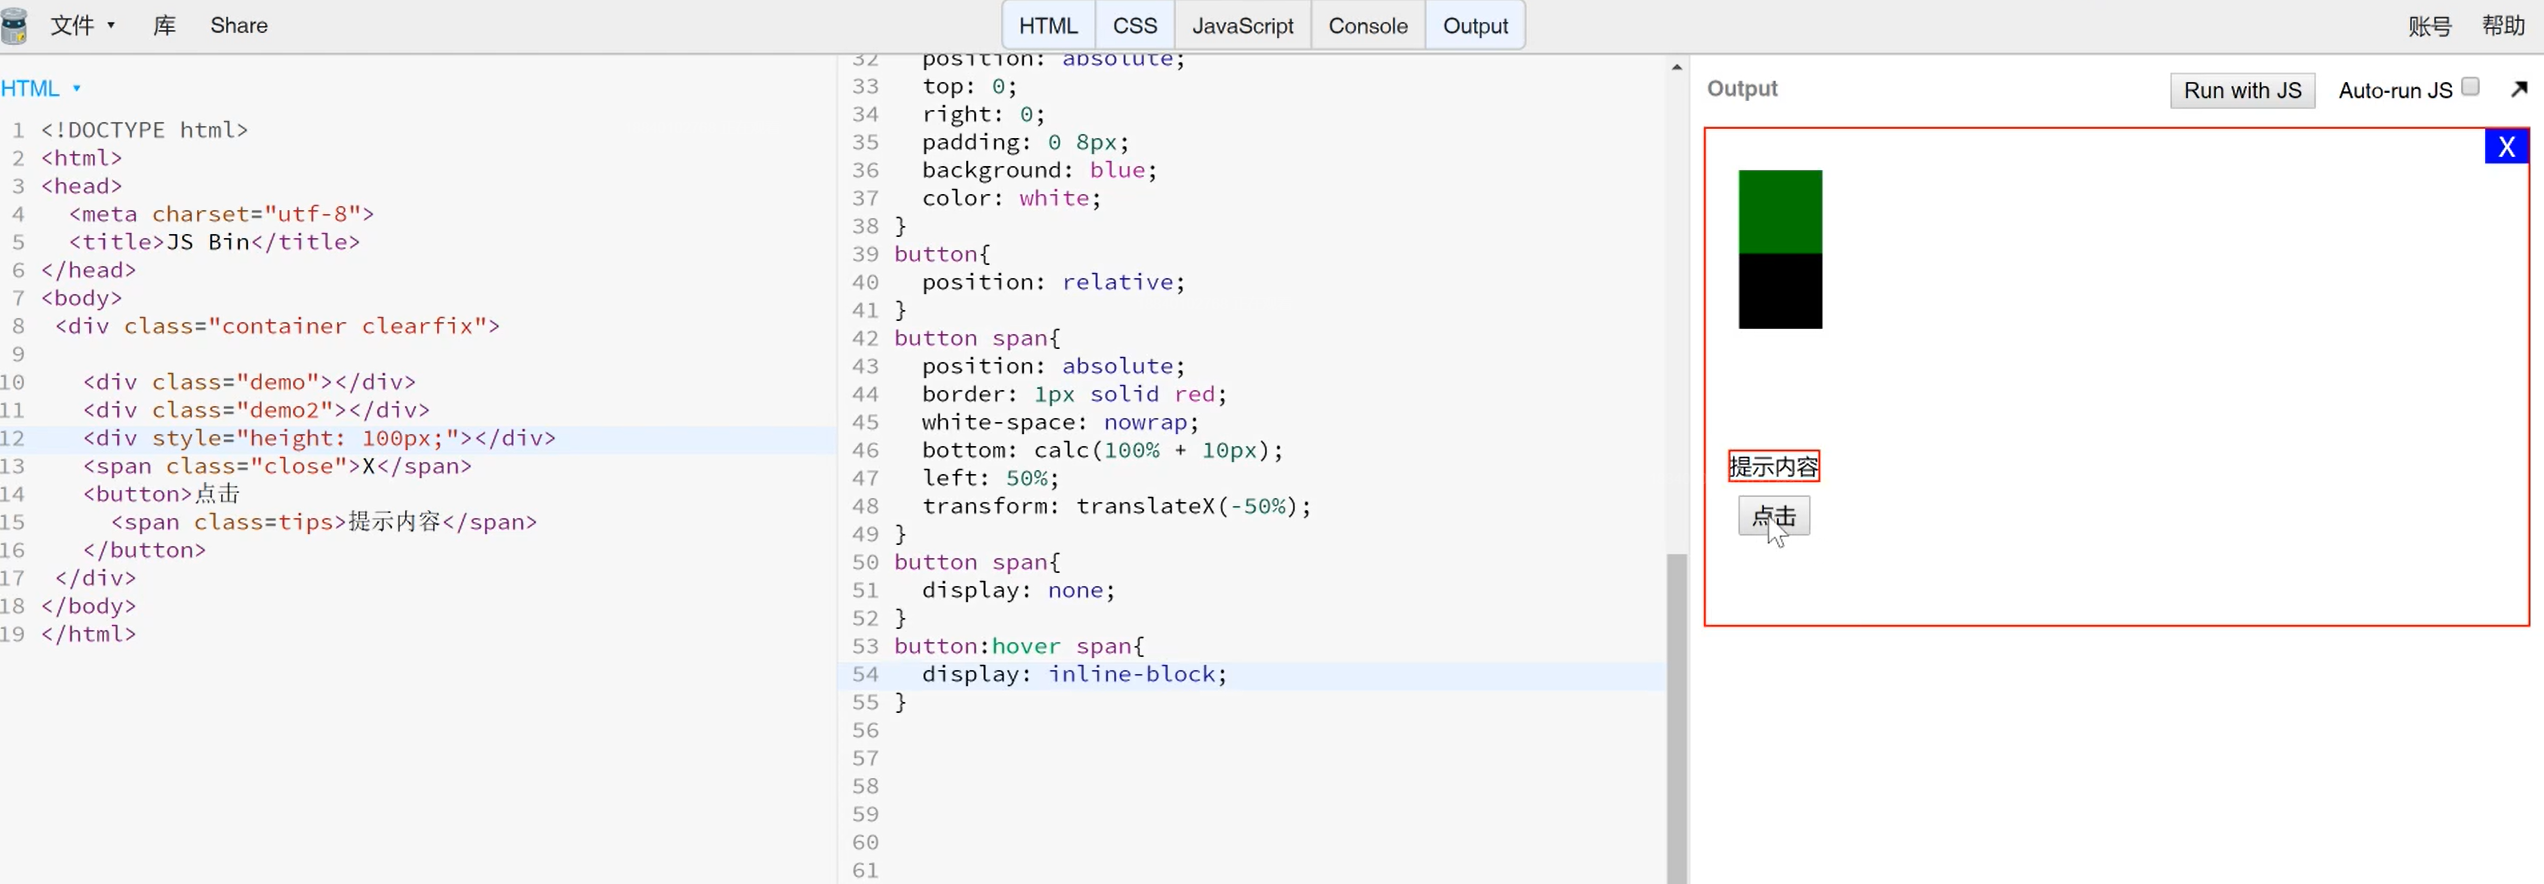 文件 库 Share HTML CSS JavaScript Console Output 账号 帮助
HTML
1 <!DOCTYPE html>
2 <html>
3 <head>
4 <meta charset="utf-8">
5 <title>JS Bin</title>
6 </head>
7 <body>
8 <div class="container clearfix">
9
10 <div class="demo"></div>
11 <div class="demo2"></div>
12 <div style="height: 100px;"></div>
13 <span class="close">X</span>
14 <button>点击
15 <span class=tips>提示内容</span>
16 </button>
17 </div>
18 </body>
19 </html>
32 position: absolute;
33 top: 0;
34 right: 0;
35 padding: 0 8px;
36 background: blue;
37 color: white;
38 }
39 button{
40 position: relative;
41 }
42 button span{
43 position: absolute;
44 border: 1px solid red;
45 white-space: nowrap;
46 bottom: calc(100% + 10px);
47 left: 50%;
48 transform: translateX(-50%);
49 }
50 button span{
51 display: none;
52 }
53 button:hover span{
54 display: inline-block;
55 }
56
57
58
59
60
61
Output Run with JS Auto-run JS
X
提示内容
点击